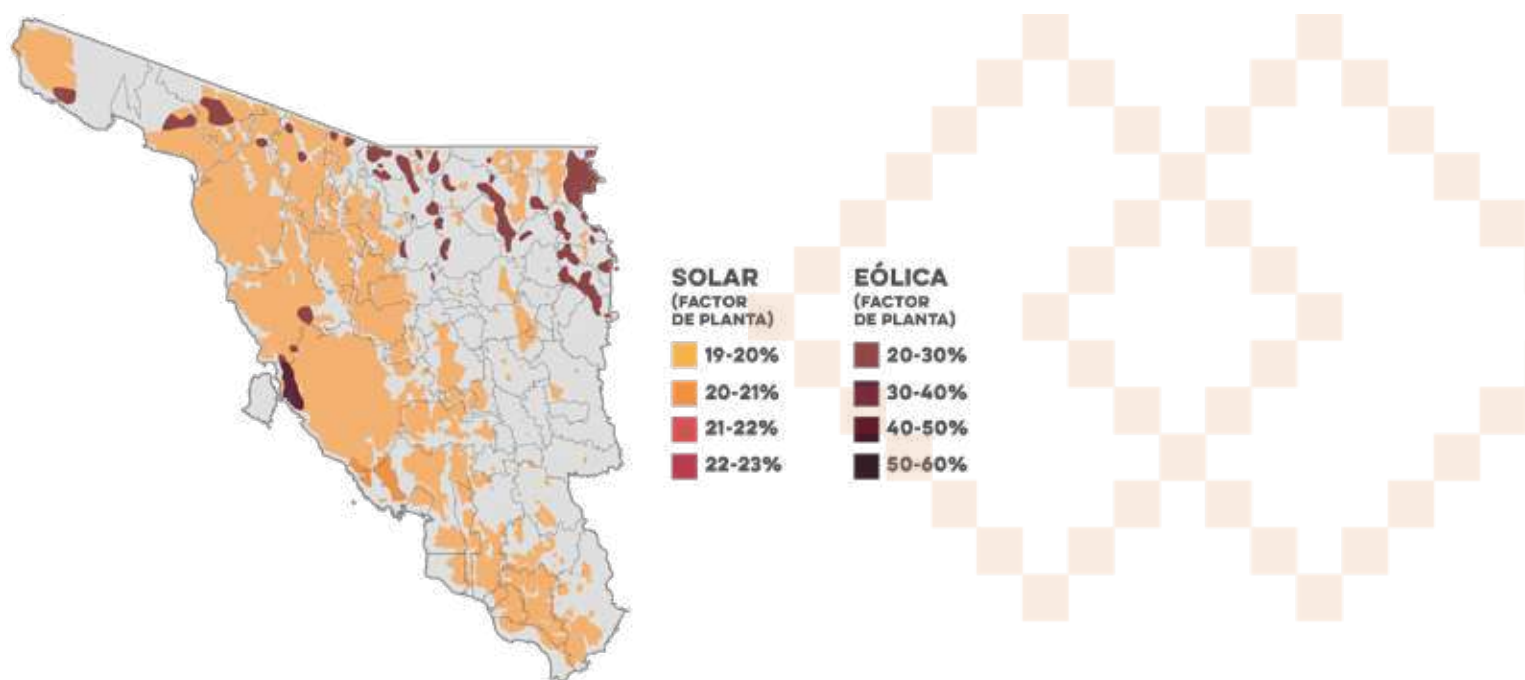 SOLAR
(FACTOR
DE PLANTA)
19-20%
20-21%
21-22%
22-23%
EÓLICA
(FACTOR
DE PLANTA)
20-30%
30-40%
40-50%
50-60%